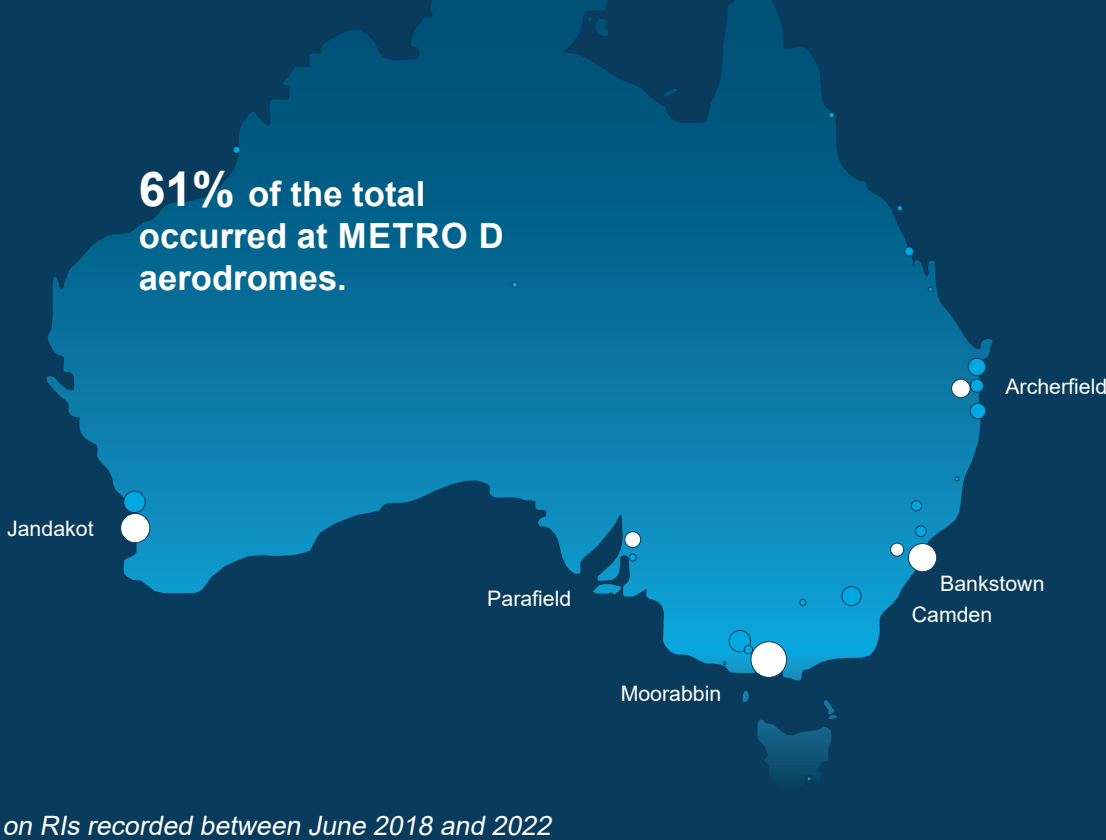 61% of the total
occurred at METRO D
aerodromes.
Archerfield
Jandakot
Bankstown
Parafield
Camden
Moorabbin
on RIs recorded between June 2018 and 2022